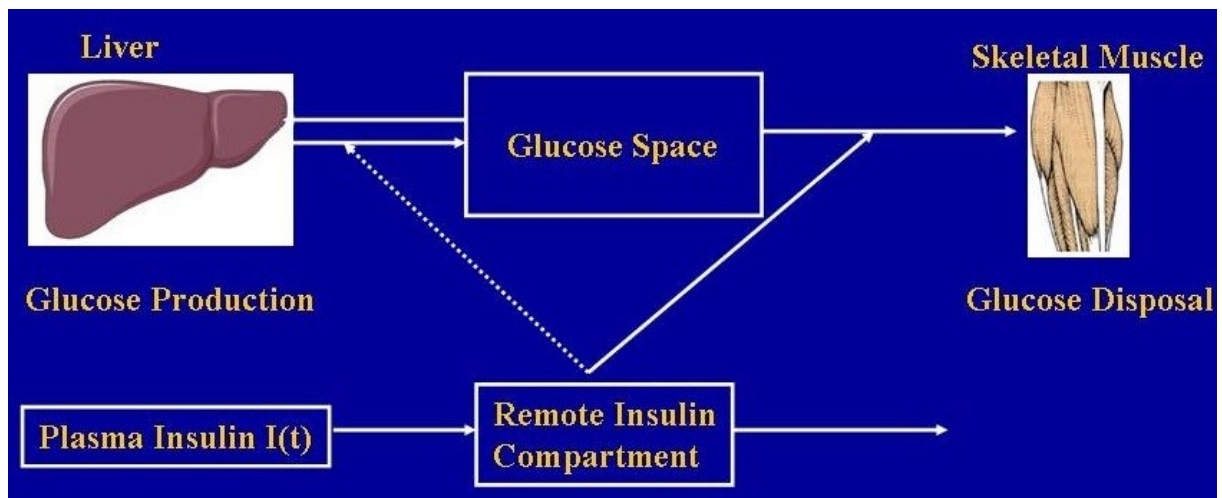 Liver
Skeletal Muscle
Glucose Space
Glucose Production
Glucose Disposal
Plasma Insulin I(t)
Remote Insulin
Compartment